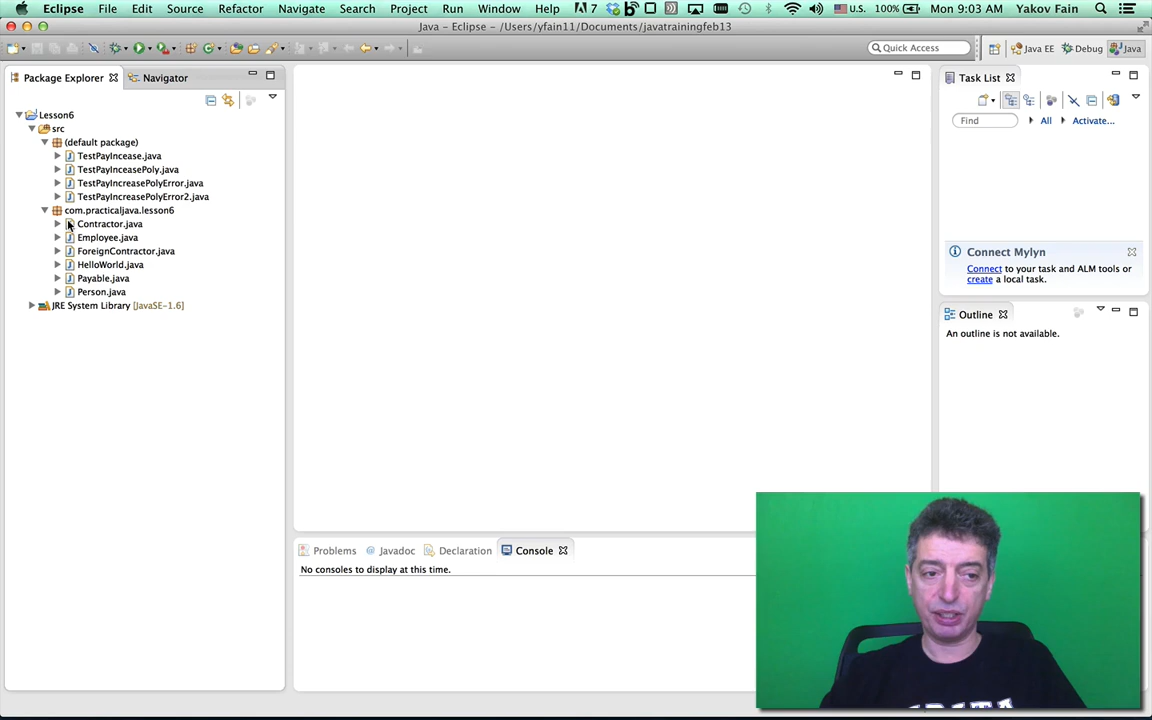 Eclipse File Edit Source Refactor Navigate Search Project Run Window Help 7 U.S. 100% Mon 9:03 AM Yakov Fain
Java - Eclipse - /Users/yfain11/Documents/javatrainingfeb13
Quick Access Java EE Debug Java
Package Explorer Navigator
Task List
Lesson6
src
(default package)
TestPayIncease.java
TestPayInceasePoly.java
TestPayIncreasePolyError.java
TestPayIncreasePolyError2.java
com.practicaljava.lesson6
Contractor.java
Employee.java
ForeignContractor.java
HelloWorld.java
Payable.java
Person.java
JRE System Library [JavaSE-1.6]
Find All Activate...
Connect Mylyn
Connect to your task and ALM tools or
create a local task.
Outline
An outline is not available.
Problems Javadoc Declaration Console
No consoles to display at this time.